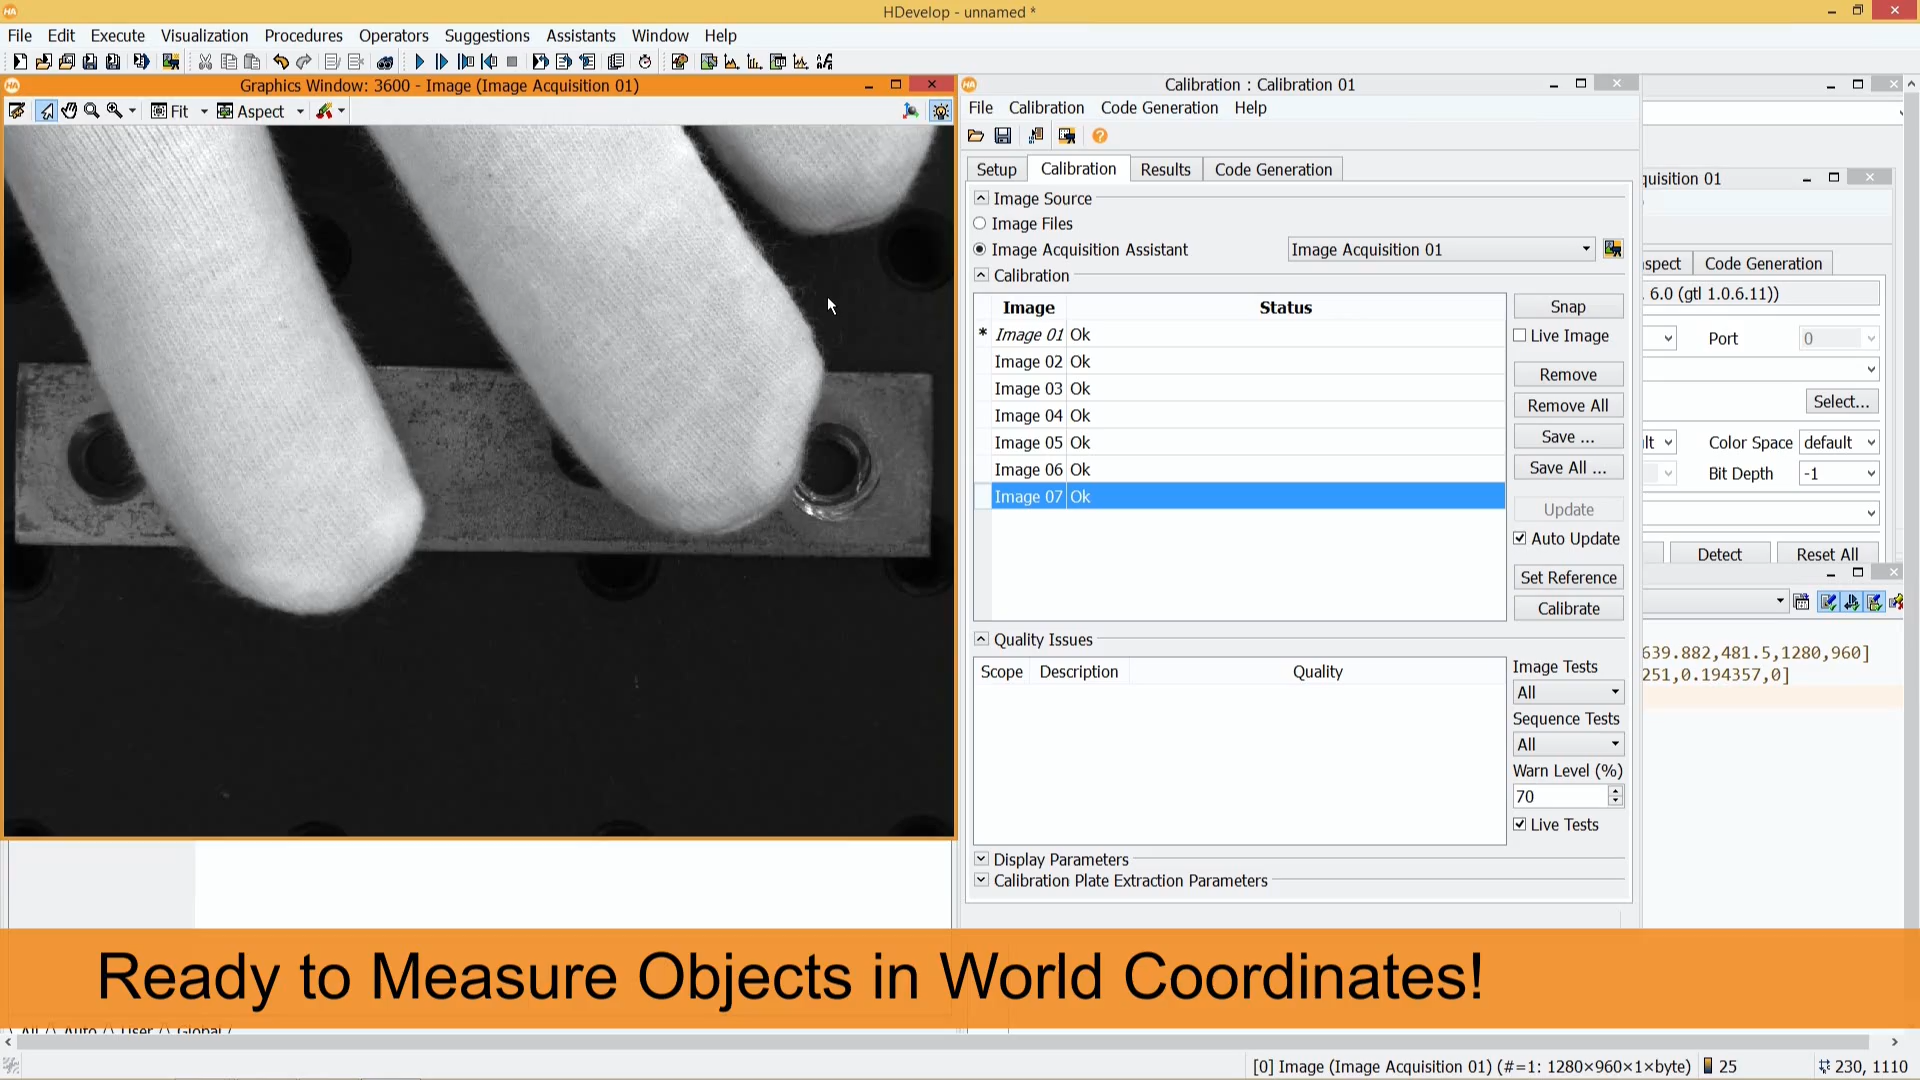 HDevelop - unnamed *
File Edit Execute Visualization Procedures Operators Suggestions Assistants Window Help
Graphics Window: 3600 - Image (Image Acquisition 01)
Fit Aspect
Calibration : Calibration 01
File Calibration Code Generation Help
Setup Calibration Results Code Generation
Image Source
Image Files
Image Acquisition Assistant Image Acquisition 01
Calibration
Image Status
* Image 01 Ok
Image 02 Ok
Image 03 Ok
Image 04 Ok
Image 05 Ok
Image 06 Ok
Image 07 Ok
Snap
Live Image
Remove
Remove All
Save ...
Save All ...
Update
Auto Update
Set Reference
Calibrate
Quality Issues
Scope Description Quality
Image Tests
All
Sequence Tests
All
Warn Level (%)
70
Live Tests
Display Parameters
Calibration Plate Extraction Parameters
quisition 01
spect Code Generation
6.0 (gtl 1.0.6.11))
Port 0
Select...
lt Color Space default
Bit Depth -1
Detect Reset All
639.882,481.5,1280,960]
251,0.194357,0]
Ready to Measure Objects in World Coordinates!
All Auto User Global
[0] Image (Image Acquisition 01) (#=1: 1280×960×1×byte) 25 230, 1110